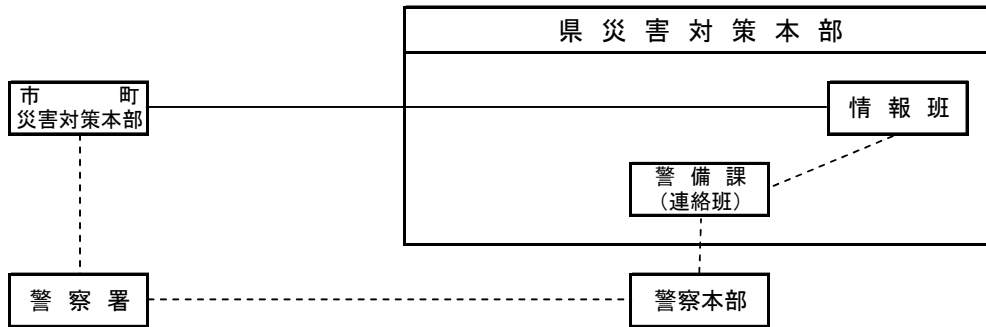 県災害対策本部
市町
災害対策本部
情報班
警備課
(連絡班)
警察署
警察本部